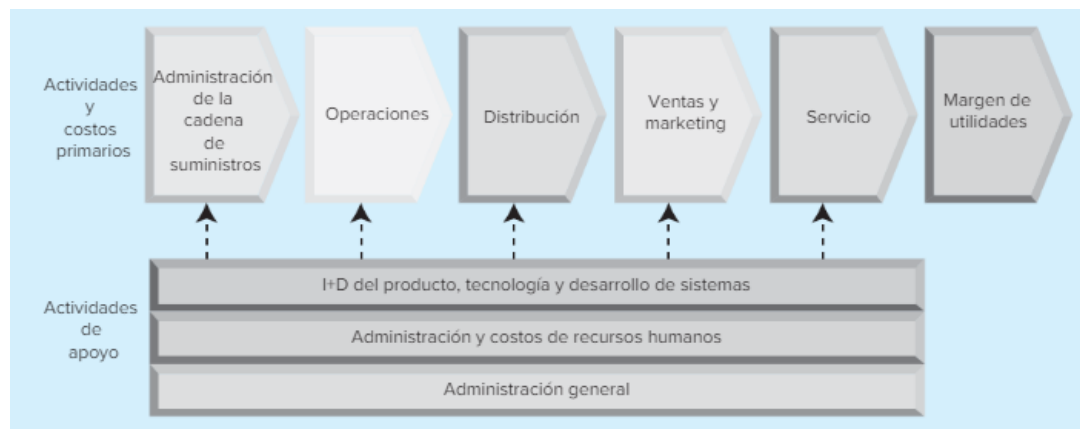 Actividades
y
costos
primarios
Administración
de la
cadena
de
suministros
Operaciones
Distribución
Ventas y
marketing
Servicio
Margen de
utilidades
Actividades
de
apoyo
I+D del producto, tecnología y desarrollo de sistemas
Administración y costos de recursos humanos
Administración general